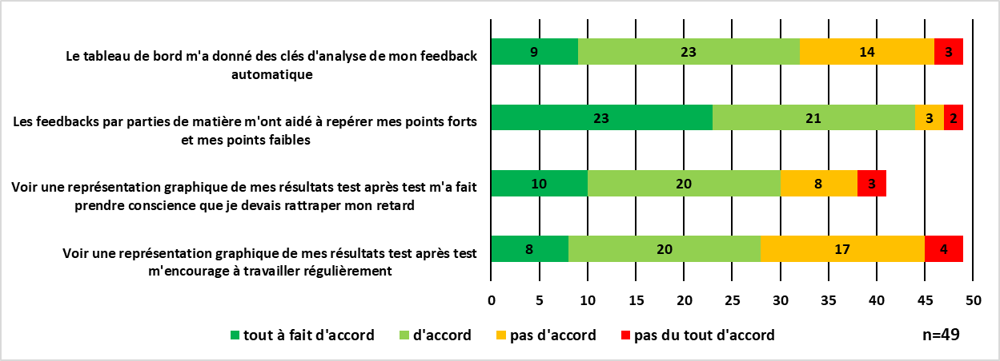 Le tableau de bord m'a donné des clés d'analyse de mon feedback
automatique
9 23 14 3
Les feedbacks par parties de matière m'ont aidé à repérer mes points forts
et mes points faibles
23 21 3 2
Voir une représentation graphique de mes résultats test après test m'a fait
prendre conscience que je devais rattraper mon retard
10 20 8 3
Voir une représentation graphique de mes résultats test après test
m'encourage à travailler régulièrement
8 20 17 4
0 5 10 15 20 25 30 35 40 45 50
tout à fait d'accord d'accord pas d'accord pas du tout d'accord n=49